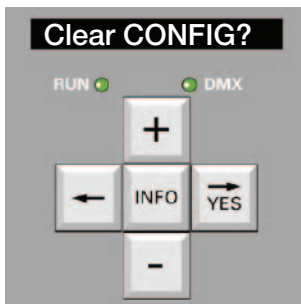 Clear CONFIG?
RUN DMX
+
← INFO → YES
-